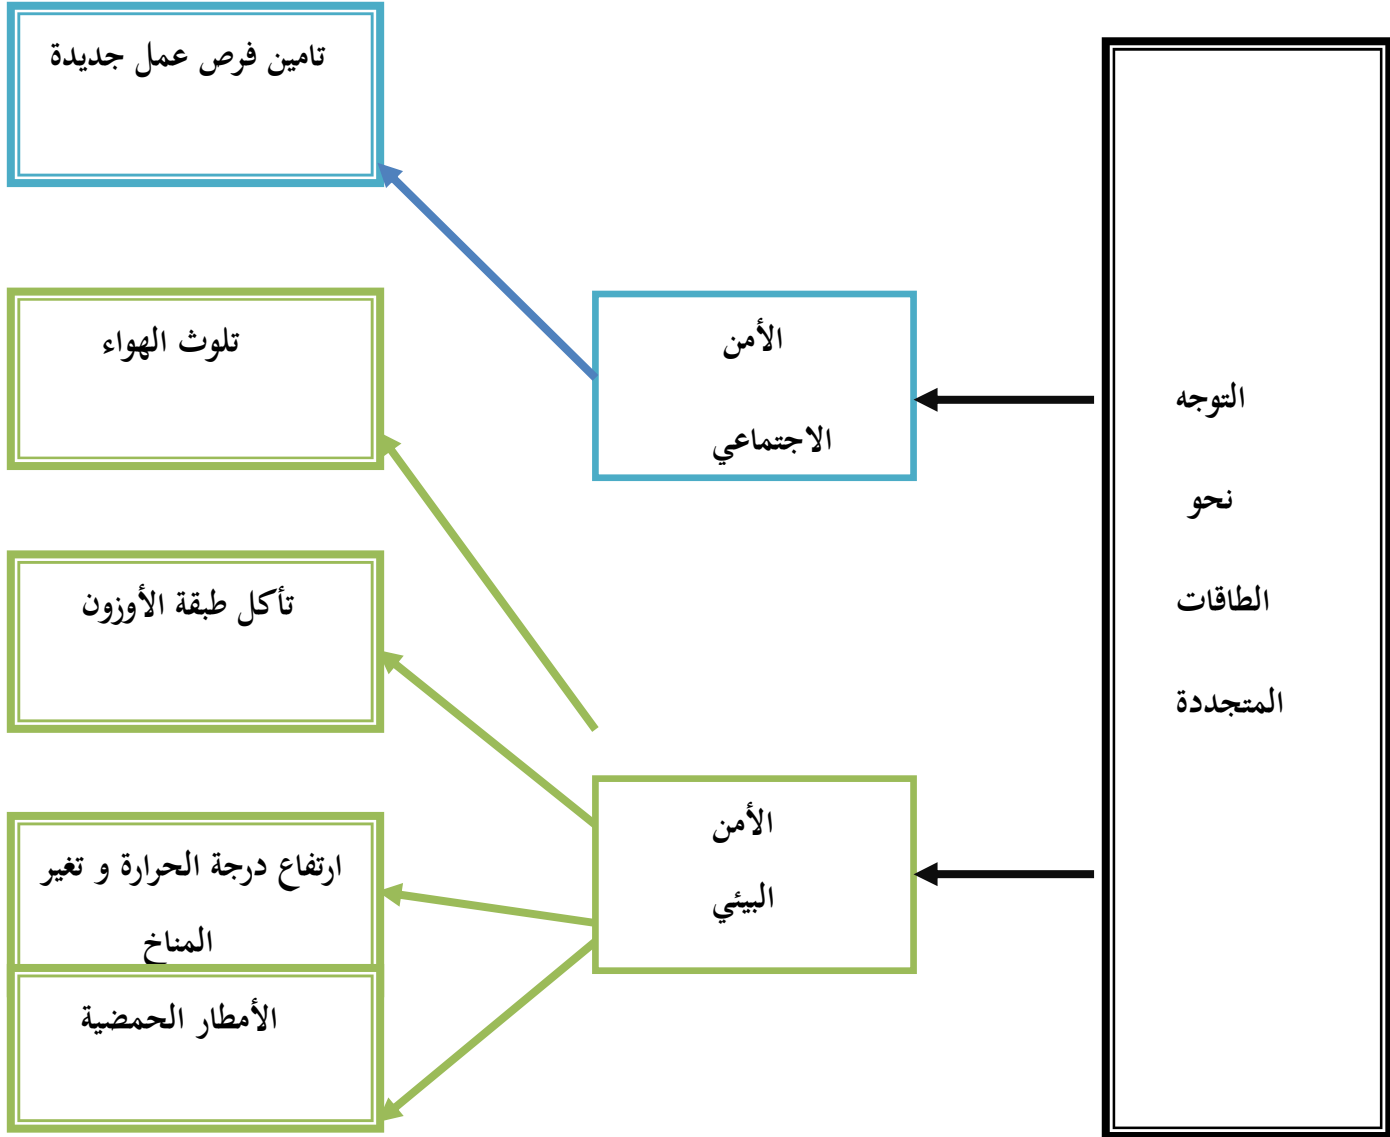 التوجه
نحو
الطاقات
المتجددة
الأمن
الاجتماعي
تامين فرص عمل جديدة
الأمن
البيئي
تلوث الهواء
تأكل طبقة الأوزون
ارتفاع درجة الحرارة و تغير
المناخ
الأمطار الحمضية